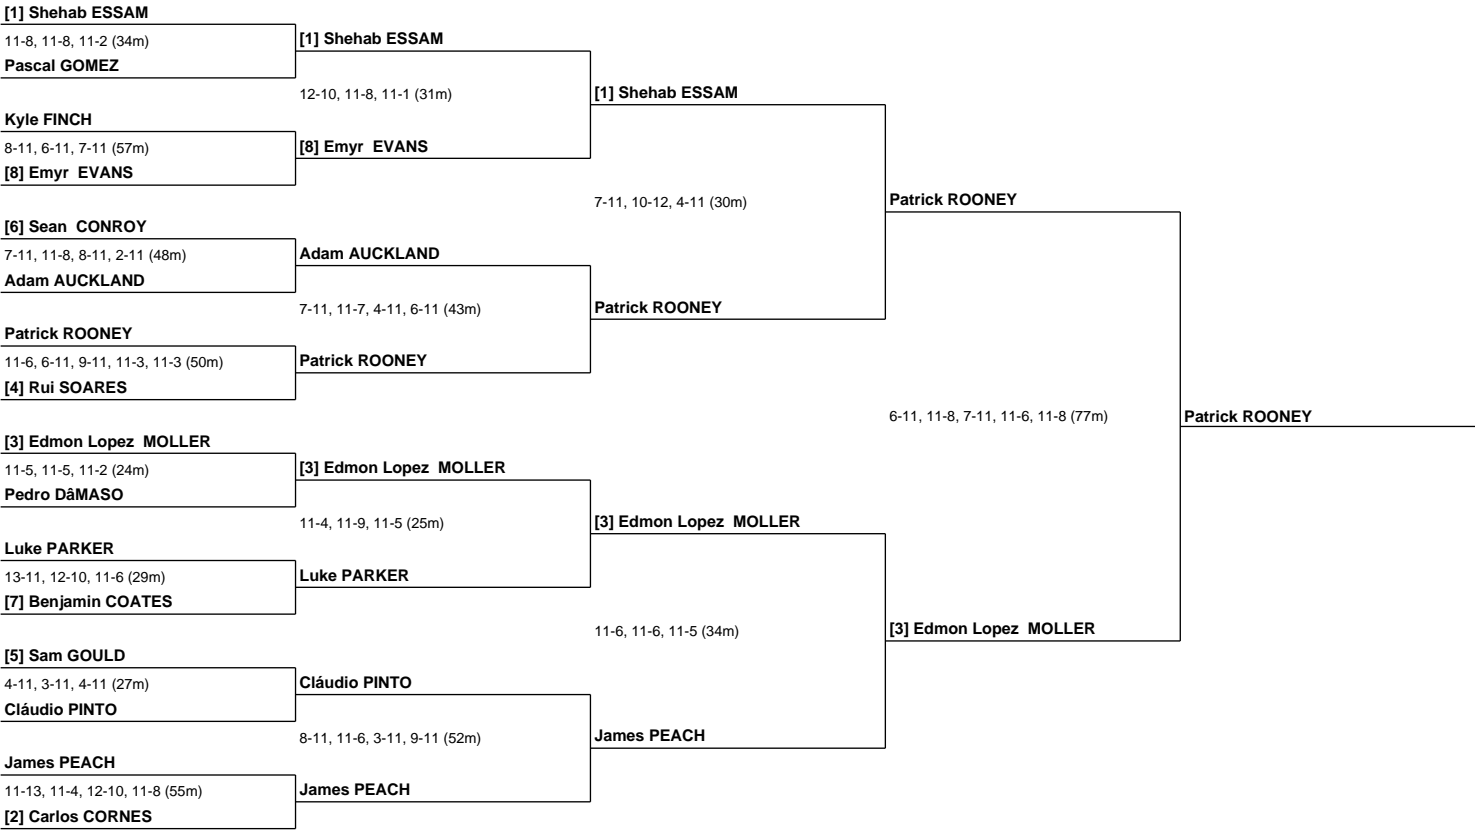 [1] Shehab ESSAM
11-8, 11-8, 11-2 (34m)
Pascal GOMEZ
Kyle FINCH
8-11, 6-11, 7-11 (57m)
[8] Emyr  EVANS
[6] Sean  CONROY
7-11, 11-8, 8-11, 2-11 (48m)
Adam AUCKLAND
Patrick ROONEY
11-6, 6-11, 9-11, 11-3, 11-3 (50m)
[4] Rui SOARES
[3] Edmon Lopez  MOLLER
11-5, 11-5, 11-2 (24m)
Pedro DâMASO
Luke PARKER
13-11, 12-10, 11-6 (29m)
[7] Benjamin COATES
[5] Sam GOULD
4-11, 3-11, 4-11 (27m)
Cláudio PINTO
James PEACH
11-13, 11-4, 12-10, 11-8 (55m)
[2] Carlos CORNES
[1] Shehab ESSAM
12-10, 11-8, 11-1 (31m)
[8] Emyr  EVANS
Adam AUCKLAND
7-11, 11-7, 4-11, 6-11 (43m)
Patrick ROONEY
[3] Edmon Lopez  MOLLER
11-4, 11-9, 11-5 (25m)
Luke PARKER
Cláudio PINTO
8-11, 11-6, 3-11, 9-11 (52m)
James PEACH
[1] Shehab ESSAM
7-11, 10-12, 4-11 (30m)
Patrick ROONEY
[3] Edmon Lopez  MOLLER
11-6, 11-6, 11-5 (34m)
James PEACH
Patrick ROONEY
6-11, 11-8, 7-11, 11-6, 11-8 (77m)
[3] Edmon Lopez  MOLLER
Patrick ROONEY